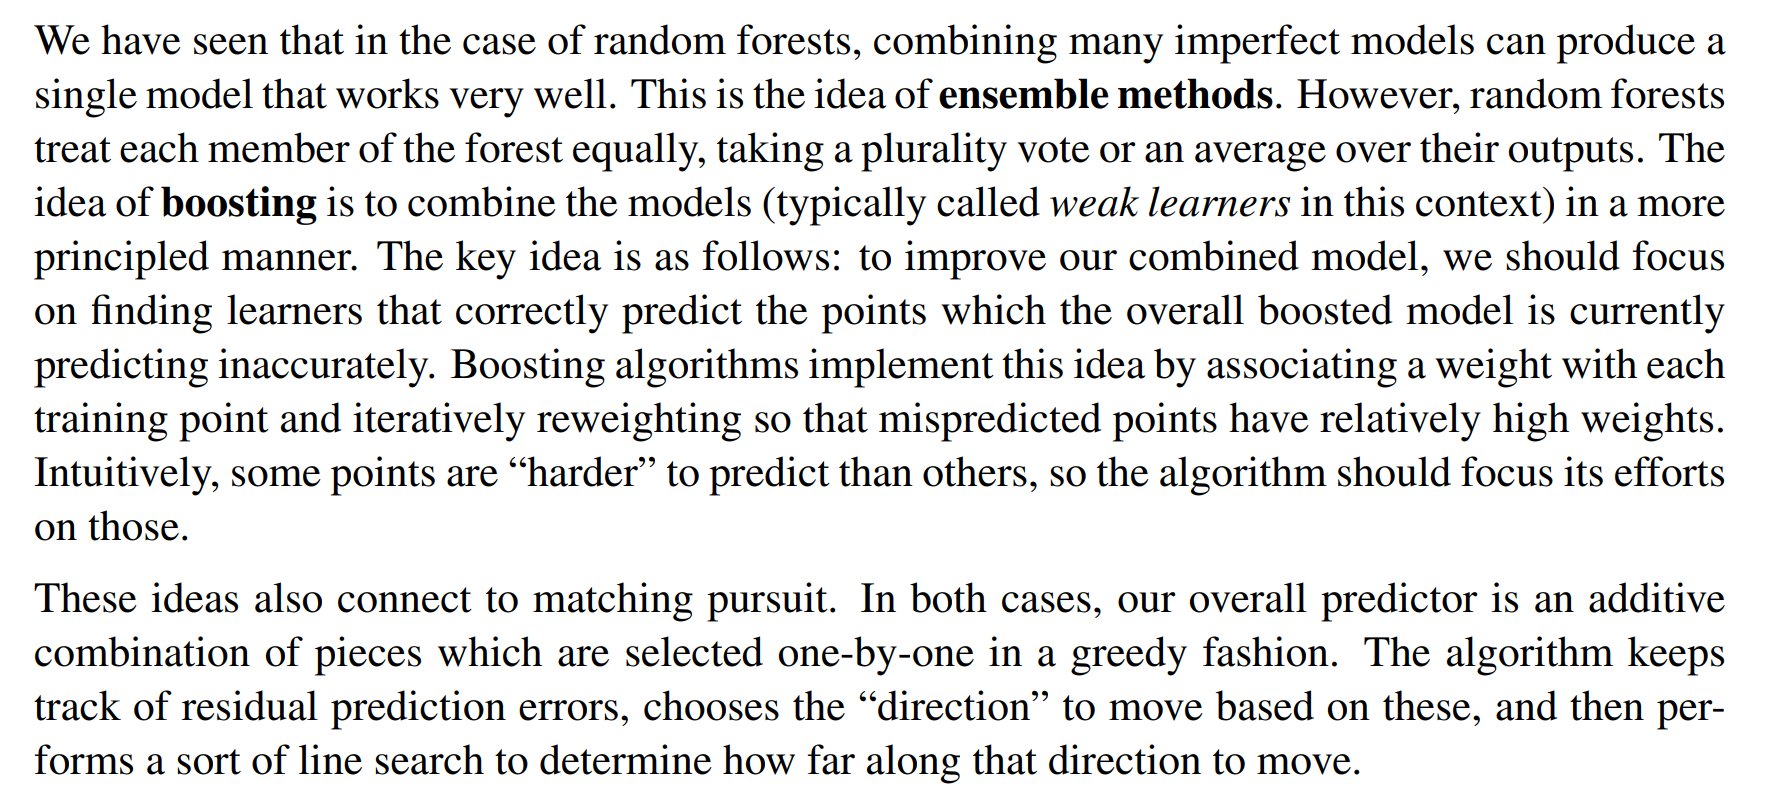 We have seen that in the case of random forests, combining many imperfect models can produce a
single model that works very well. This is the idea of ensemble methods. However, random forests
treat each member of the forest equally, taking a plurality vote or an average over their outputs. The
idea of boosting is to combine the models (typically called weak learners in this context) in a more
principled manner. The key idea is as follows: to improve our combined model, we should focus
on finding learners that correctly predict the points which the overall boosted model is currently
predicting inaccurately. Boosting algorithms implement this idea by associating a weight with each
training point and iteratively reweighting so that mispredicted points have relatively high weights.
Intuitively, some points are “harder” to predict than others, so the algorithm should focus its efforts
on those.
These ideas also connect to matching pursuit. In both cases, our overall predictor is an additive
combination of pieces which are selected one-by-one in a greedy fashion. The algorithm keeps
track of residual prediction errors, chooses the “direction” to move based on these, and then per-
forms a sort of line search to determine how far along that direction to move.